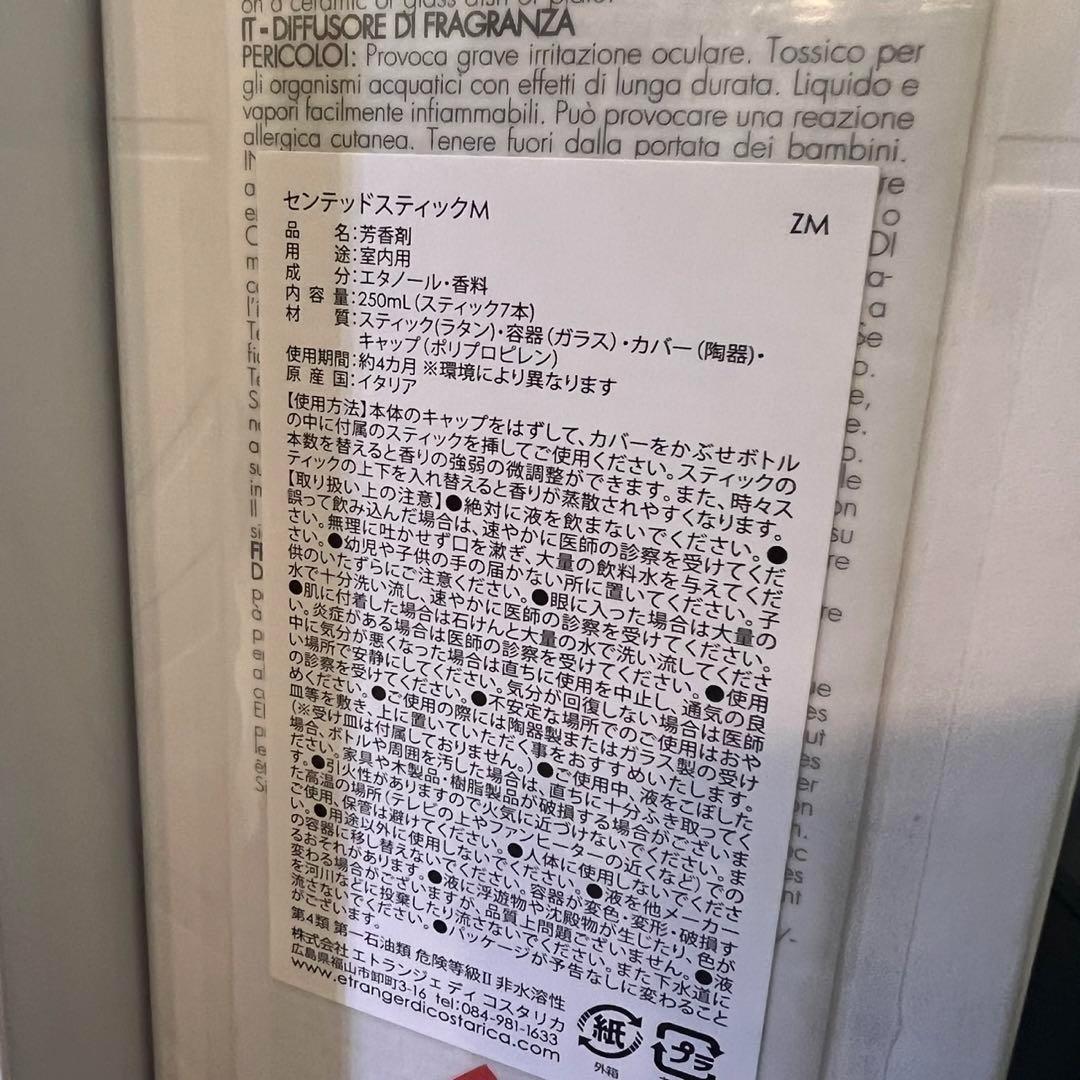 on a ceramic or glass dish or plate.
IT - DIFFUSORE DI FRAGRANZA
PERICOLOI: Provoca grave irritazione oculare. Tossico per
gli organismi acquatici con effetti di lunga durata. Liquido e
vapori facilmente infiammabili. Può provocare una reazione
allergica cutanea. Tenere fuori dalla portata dei bambini.
センテッドスティックM
ZM
品名:芳香剤
用途:室内用
成分:エタノール・香料
内容量:250mL(スティック7本)
材質:スティック(ラタン)・容器(ガラス)・カバー(陶器)・
キャップ(ポリプロピレン)
使用期間:約4カ月 ※環境により異なります
原産国:イタリア
【使用方法】本体のキャップをはずして、カバーをかぶせボトル
の中に付属のスティックを挿してご使用ください。スティックの
本数を替えると香りの強弱の微調整ができます。また、時々ス
ティックの上下を入れ替えると香りが蒸散されやすくなります。
【取り扱い上の注意】●絶対に液を飲まないでください。●
誤って飲み込んだ場合は、速やかに医師の診察を受けてくだ
さい。無理に吐かせず口を漱ぎ、大量の飲料水を与えてくだ
さい。●幼児や子供の手の届かない所に置いてください。子
供のいたずらにご注意ください。●眼に入った場合は大量の
水で十分洗い流し、速やかに医師の診察を受けてください。
●肌に付着した場合は石けんと大量の水で洗い流してくださ
い。炎症がある場合は医師の診察を受けてください。●使用
中に気分が悪くなった場合は直ちに使用を中止し、通気の良
い場所で安静にしてください。気分が回復しない場合は医師
の診察を受けてください。●不安定な場所でのご使用はおや
めください。●ご使用の際には陶器製またはガラス製の受け
皿等を敷き、上に置いていただく事をおすすめいたします。
(※受け皿は付属しておりません。)●ご使用中、液をこぼした
場合、ボトルや周囲を汚した場合は、直ちに十分ふき取ってく
ださい。家具や木製品・樹脂製品が破損する場合がございま
す。●引火性がありますので火気に近づけないでください。ま
た高温の場所(テレビの上やファンヒーターの近くなど)での
ご使用、保管は避けてください。●人体に使用しないでくださ
い。●用途以外に使用しないでください。●液を他メーカー
の容器に移し替えないでください。容器が変色・変形・破損す
るおそれがあります。●液に浮遊物や沈殿物が生じたり、色が
変わる場合がございますが、品質上問題ございません。●液
を河川などに投棄したり流さないでください。また下水道に
流さないでください。●パッケージが予告なしに変わること
がございます。
第4類 第一石油類 危険等級II 非水溶性
株式会社 エトランジェ ディ コスタリカ
広島県福山市卸町3-16 tel:084-981-1633
www.etrangerdicostarica.com
紙
外箱
プラ